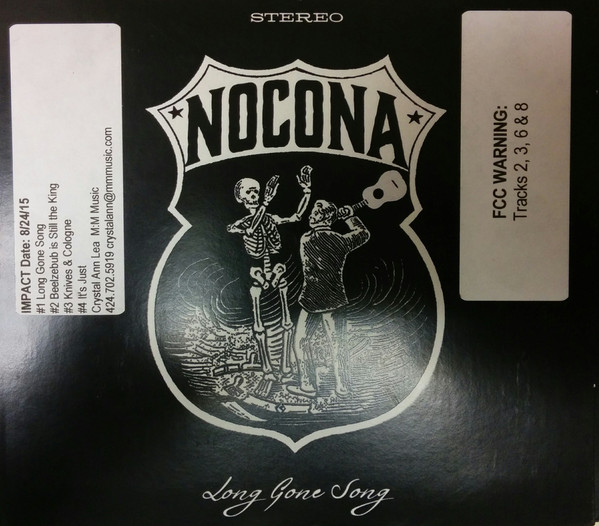 STEREO
NOCONA
IMPACT Date: 8/24/15
#1 Long Gone Song
#2 Beelzebub is Still the King
#3 Knives & Cologne
#4 It's Just
Crystal Ann Lea M:M Music
424.702.5919 crystalann@mmmusic.com
FCC WARNING:
Tracks 2, 3, 6 & 8
Long Gone Song